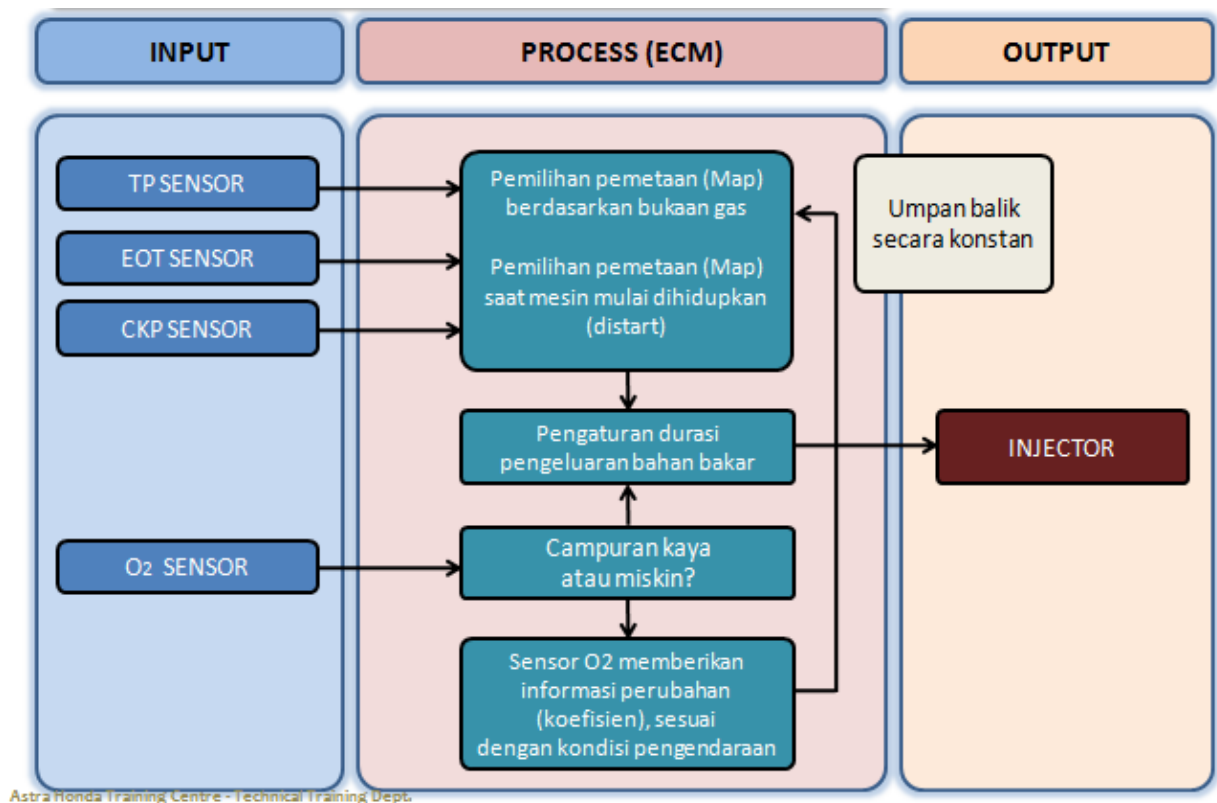 INPUT
PROCESS (ECM)
OUTPUT
TP SENSOR
EOT SENSOR
CKP SENSOR
O2 SENSOR
Pemilihan pemetaan (Map)
berdasarkan bukaan gas
Pemilihan pemetaan (Map)
saat mesin mulai dihidupkan
(distart)
Pengaturan durasi
pengeluaran bahan bakar
Campuran kaya
atau miskin?
Sensor O2 memberikan
informasi perubahan
(koefisien), sesuai
dengan kondisi pengendaraan
Umpan balik
secara konstan
INJECTOR
Astra Honda Training Centre - Technical Training Dept.